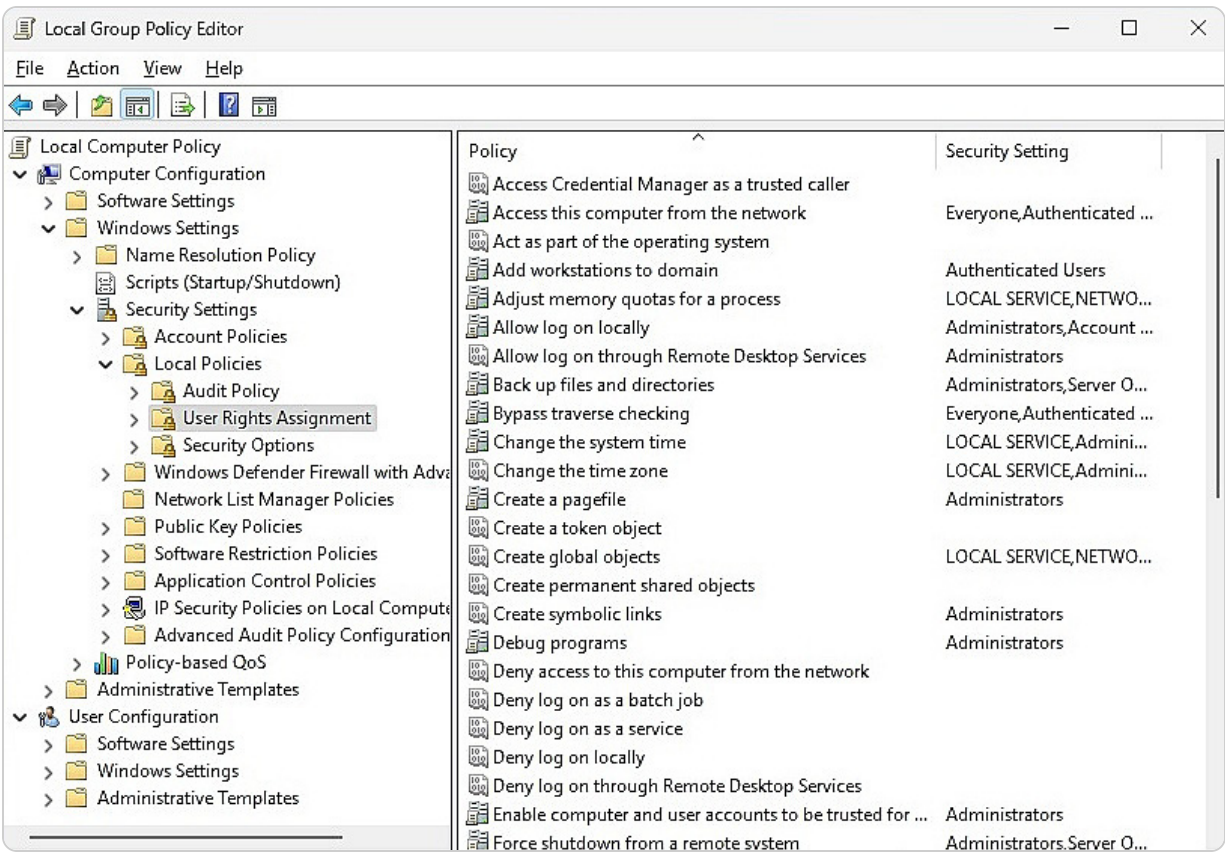 Local Group Policy Editor
File Action View Help
Local Computer Policy
Computer Configuration
Software Settings
Windows Settings
Name Resolution Policy
Scripts (Startup/Shutdown)
Security Settings
Account Policies
Local Policies
Audit Policy
User Rights Assignment
Security Options
Windows Defender Firewall with Adva
Network List Manager Policies
Public Key Policies
Software Restriction Policies
Application Control Policies
IP Security Policies on Local Compute
Advanced Audit Policy Configuration
Policy-based QoS
Administrative Templates
User Configuration
Software Settings
Windows Settings
Administrative Templates
Policy Security Setting
Access Credential Manager as a trusted caller
Access this computer from the network Everyone,Authenticated ...
Act as part of the operating system
Add workstations to domain Authenticated Users
Adjust memory quotas for a process LOCAL SERVICE,NETWO...
Allow log on locally Administrators,Account ...
Allow log on through Remote Desktop Services Administrators
Back up files and directories Administrators,Server O...
Bypass traverse checking Everyone,Authenticated ...
Change the system time LOCAL SERVICE,Admini...
Change the time zone LOCAL SERVICE,Admini...
Create a pagefile Administrators
Create a token object
Create global objects LOCAL SERVICE,NETWO...
Create permanent shared objects
Create symbolic links Administrators
Debug programs Administrators
Deny access to this computer from the network
Deny log on as a batch job
Deny log on as a service
Deny log on locally
Deny log on through Remote Desktop Services
Enable computer and user accounts to be trusted for ... Administrators
Force shutdown from a remote system Administrators,Server O...